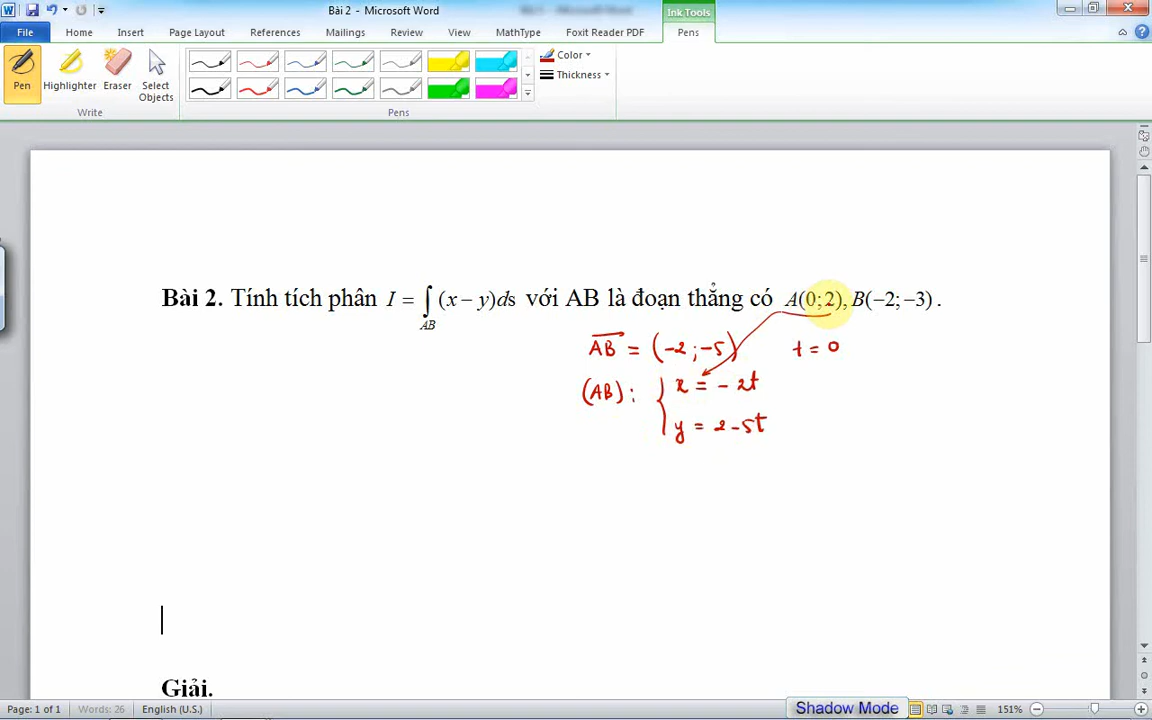 Bài 2 - Microsoft Word
Ink Tools
File Home Insert Page Layout References Mailings Review View MathType Foxit Reader PDF Pens
Pen Highlighter Eraser Select Objects
Color
Thickness
Write Pens
Bài 2. Tính tích phân I = ∫AB (x − y)ds với AB là đoạn thẳng có A(0;2), B(−2;−3).
AB = (-2 ; -5) t = 0
(AB) : { x = - 2t
y = 2 - 5t
Giải.
Page: 1 of 1 Words: 26 English (U.S.) Shadow Mode 151%